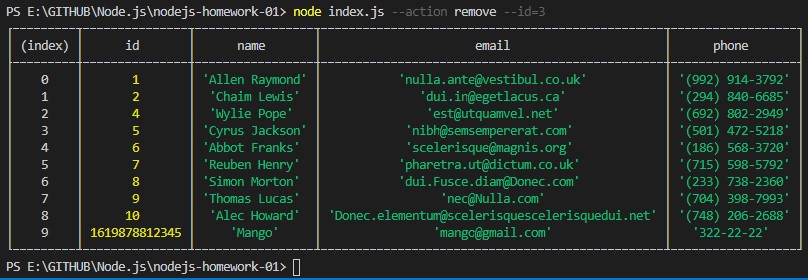 PS E:\GITHUB\Node.js\nodejs-homework-01> node index.js --action remove --id=3
(index) id name email phone
0 1 'Allen Raymond' 'nulla.ante@vestibul.co.uk' '(992) 914-3792'
1 2 'Chaim Lewis' 'dui.in@egetlacus.ca' '(294) 840-6685'
2 4 'Wylie Pope' 'est@utquamvel.net' '(692) 802-2949'
3 5 'Cyrus Jackson' 'nibh@semsempererat.com' '(501) 472-5218'
4 6 'Abbot Franks' 'scelerisque@magnis.org' '(186) 568-3720'
5 7 'Reuben Henry' 'pharetra.ut@dictum.co.uk' '(715) 598-5792'
6 8 'Simon Morton' 'dui.Fusce.diam@Donec.com' '(233) 738-2360'
7 9 'Thomas Lucas' 'nec@Nulla.com' '(704) 398-7993'
8 10 'Alec Howard' 'Donec.elementum@scelerisquescelerisquedui.net' '(748) 206-2688'
9 1619878812345 'Mango' 'mango@gmail.com' '322-22-22'
PS E:\GITHUB\Node.js\nodejs-homework-01>